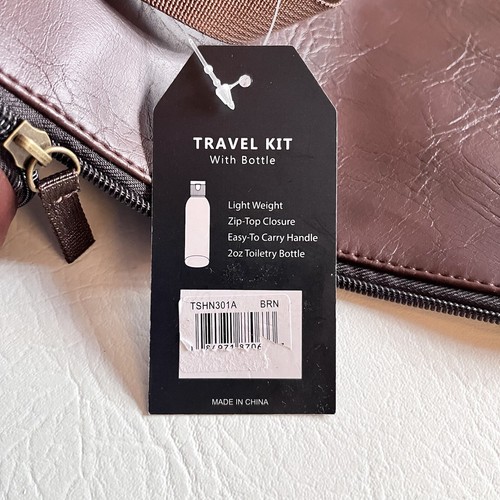 TRAVEL KIT
With Bottle
Light Weight
Zip-Top Closure
Easy-To Carry Handle
2oz Toiletry Bottle
TSHN301A BRN
MADE IN CHINA